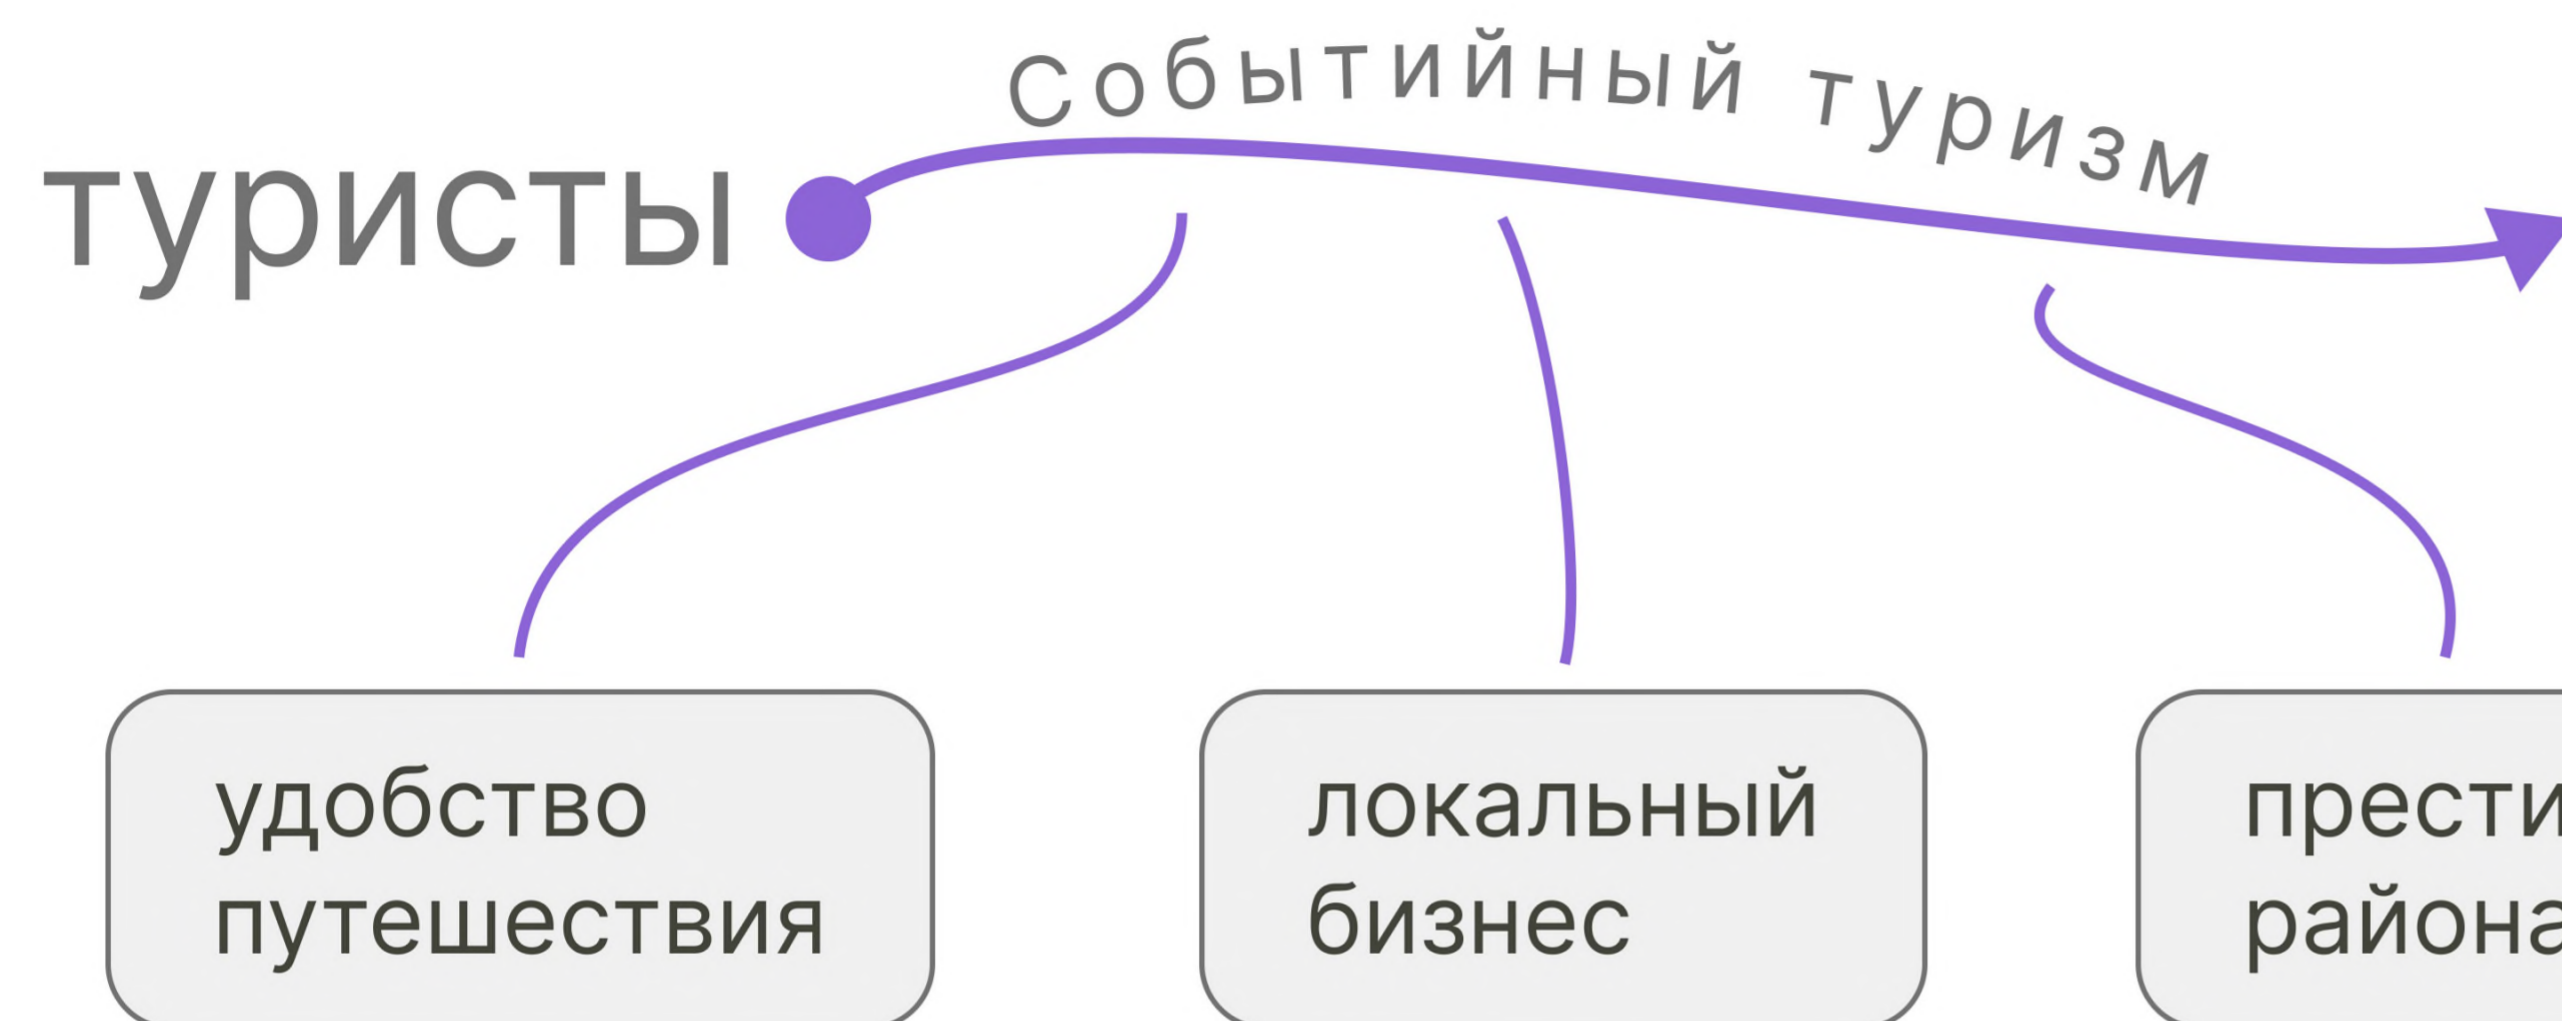 Событийный туризм
туристы
удобство
путешествия
локальный
бизнес
района